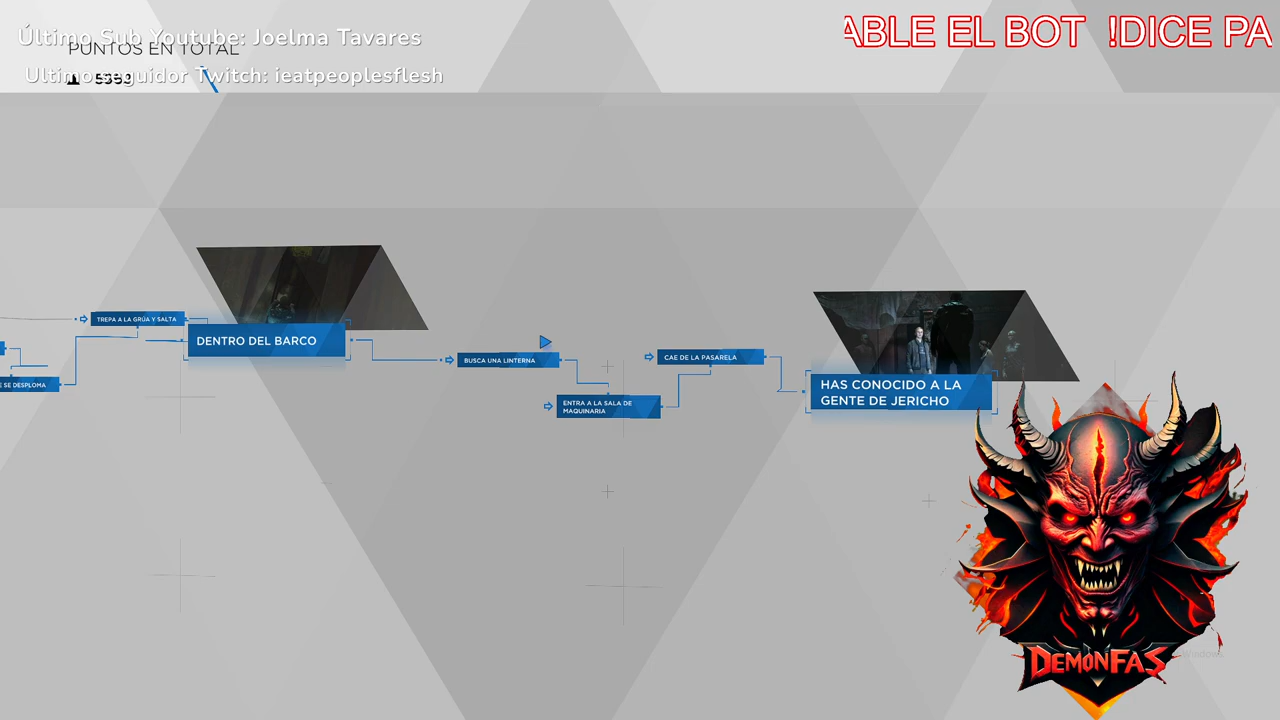 Último Sub Youtube: Joelma Tavares
ABLE EL BOT !DICE PA
PUNTOS EN TOTAL
Ultimo seguidor Twitch: ieatpeoplesflesh
TREPA A LA GRÚA Y SALTA
DENTRO DEL BARCO
BUSCA UNA LINTERNA
CAE DE LA PASARELA
E SE DESPLOMA
HAS CONOCIDO A LA
GENTE DE JERICHO
ENTRA A LA SALA DE
MAQUINARIA
DEMONFAS
Windows